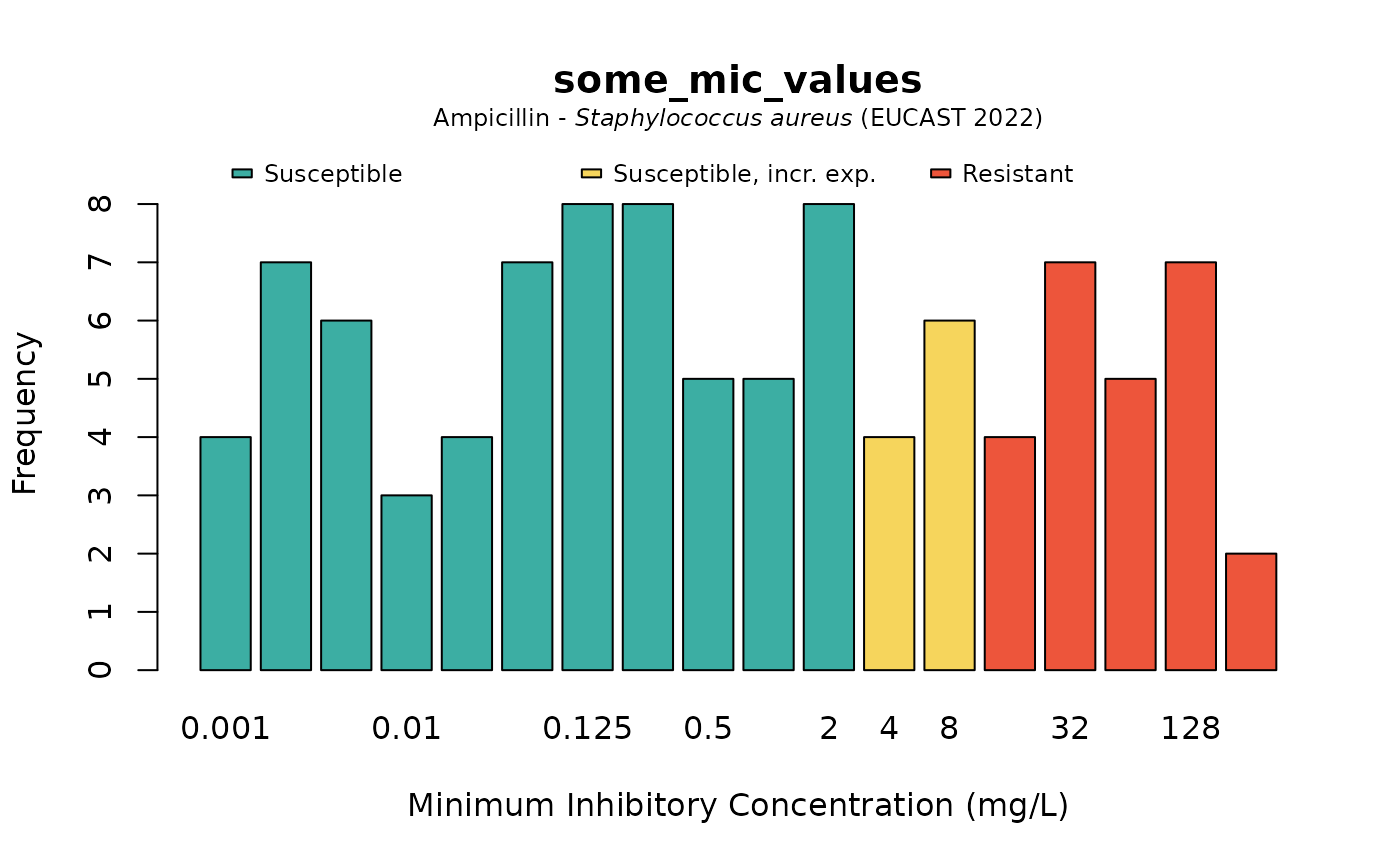 some_mic_values
Ampicillin - Staphylococcus aureus (EUCAST 2022)
Susceptible Susceptible, incr. exp. Resistant
8
7
6
5
4
3
2
1
0
Frequency
0.001 0.01 0.125 0.5 2 4 8 32 128
Minimum Inhibitory Concentration (mg/L)